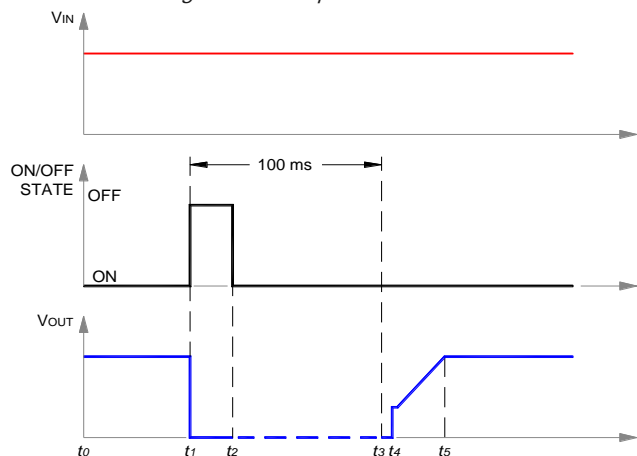 VIN
100 ms
ON/OFF
STATE
OFF
ON
VOUT
t0 t1 t2 t3 t4 t5